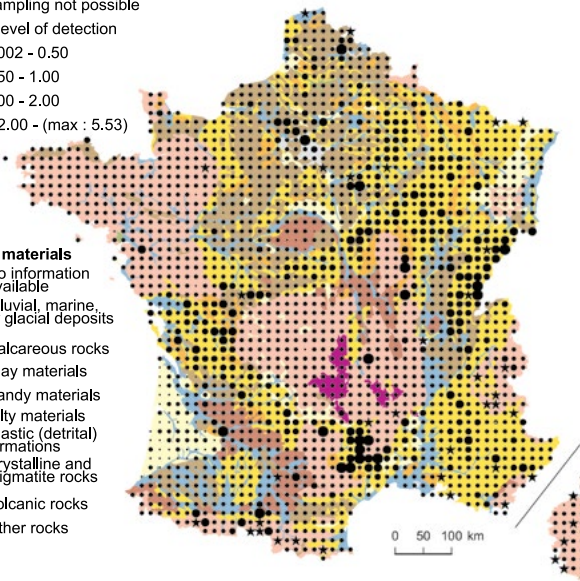 ampling not possible
evel of detection
002 - 0.50
50 - 1.00
00 - 2.00
2.00 - (max : 5.53)
materials
o information
vailable
luvial, marine,
glacial deposits
alcareous rocks
ay materials
andy materials
lty materials
astic (detrital)
rmations
rystalline and
igmatite rocks
olcanic rocks
ther rocks
0 50 100 km